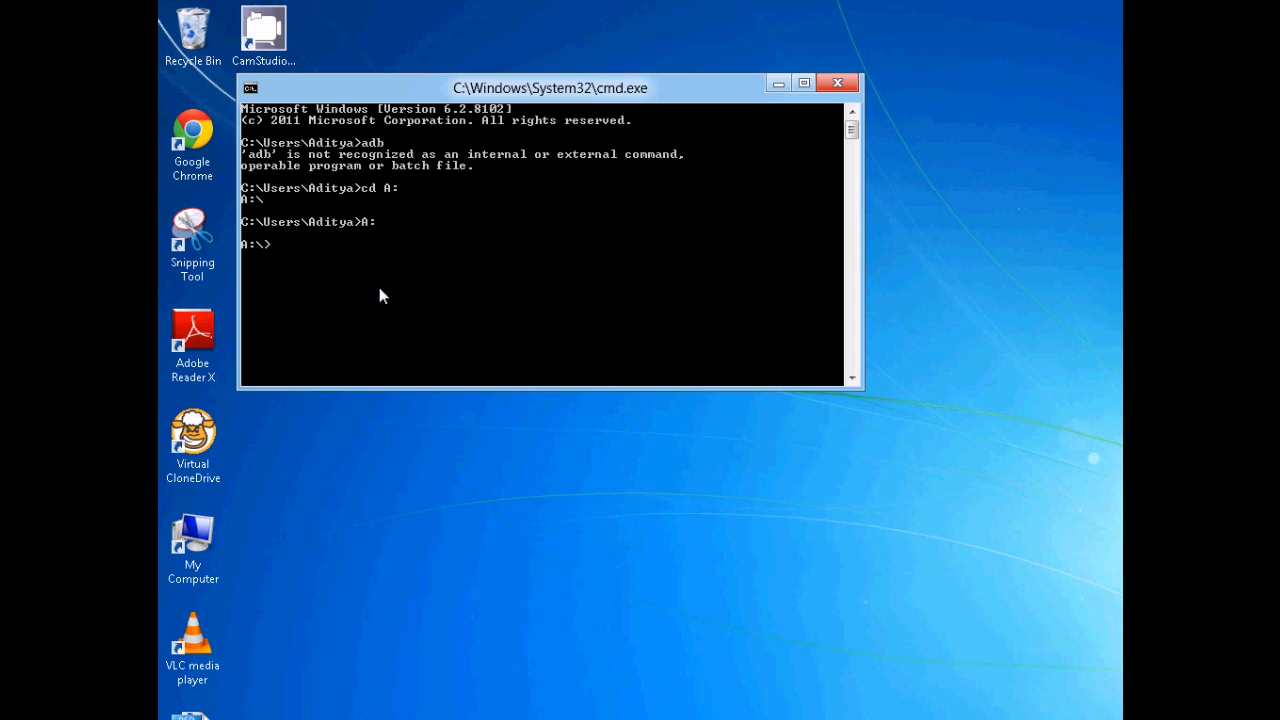 Recycle Bin
CamStudio...
C:\Windows\System32\cmd.exe
Microsoft Windows [Version 6.2.8102]
(c) 2011 Microsoft Corporation. All rights reserved.
C:\Users\Aditya>adb
'adb' is not recognized as an internal or external command,
operable program or batch file.
C:\Users\Aditya>cd A:
A:\
C:\Users\Aditya>A:
A:\>
Google
Chrome
Snipping
Tool
Adobe
Reader X
Virtual
CloneDrive
My
Computer
VLC media
player